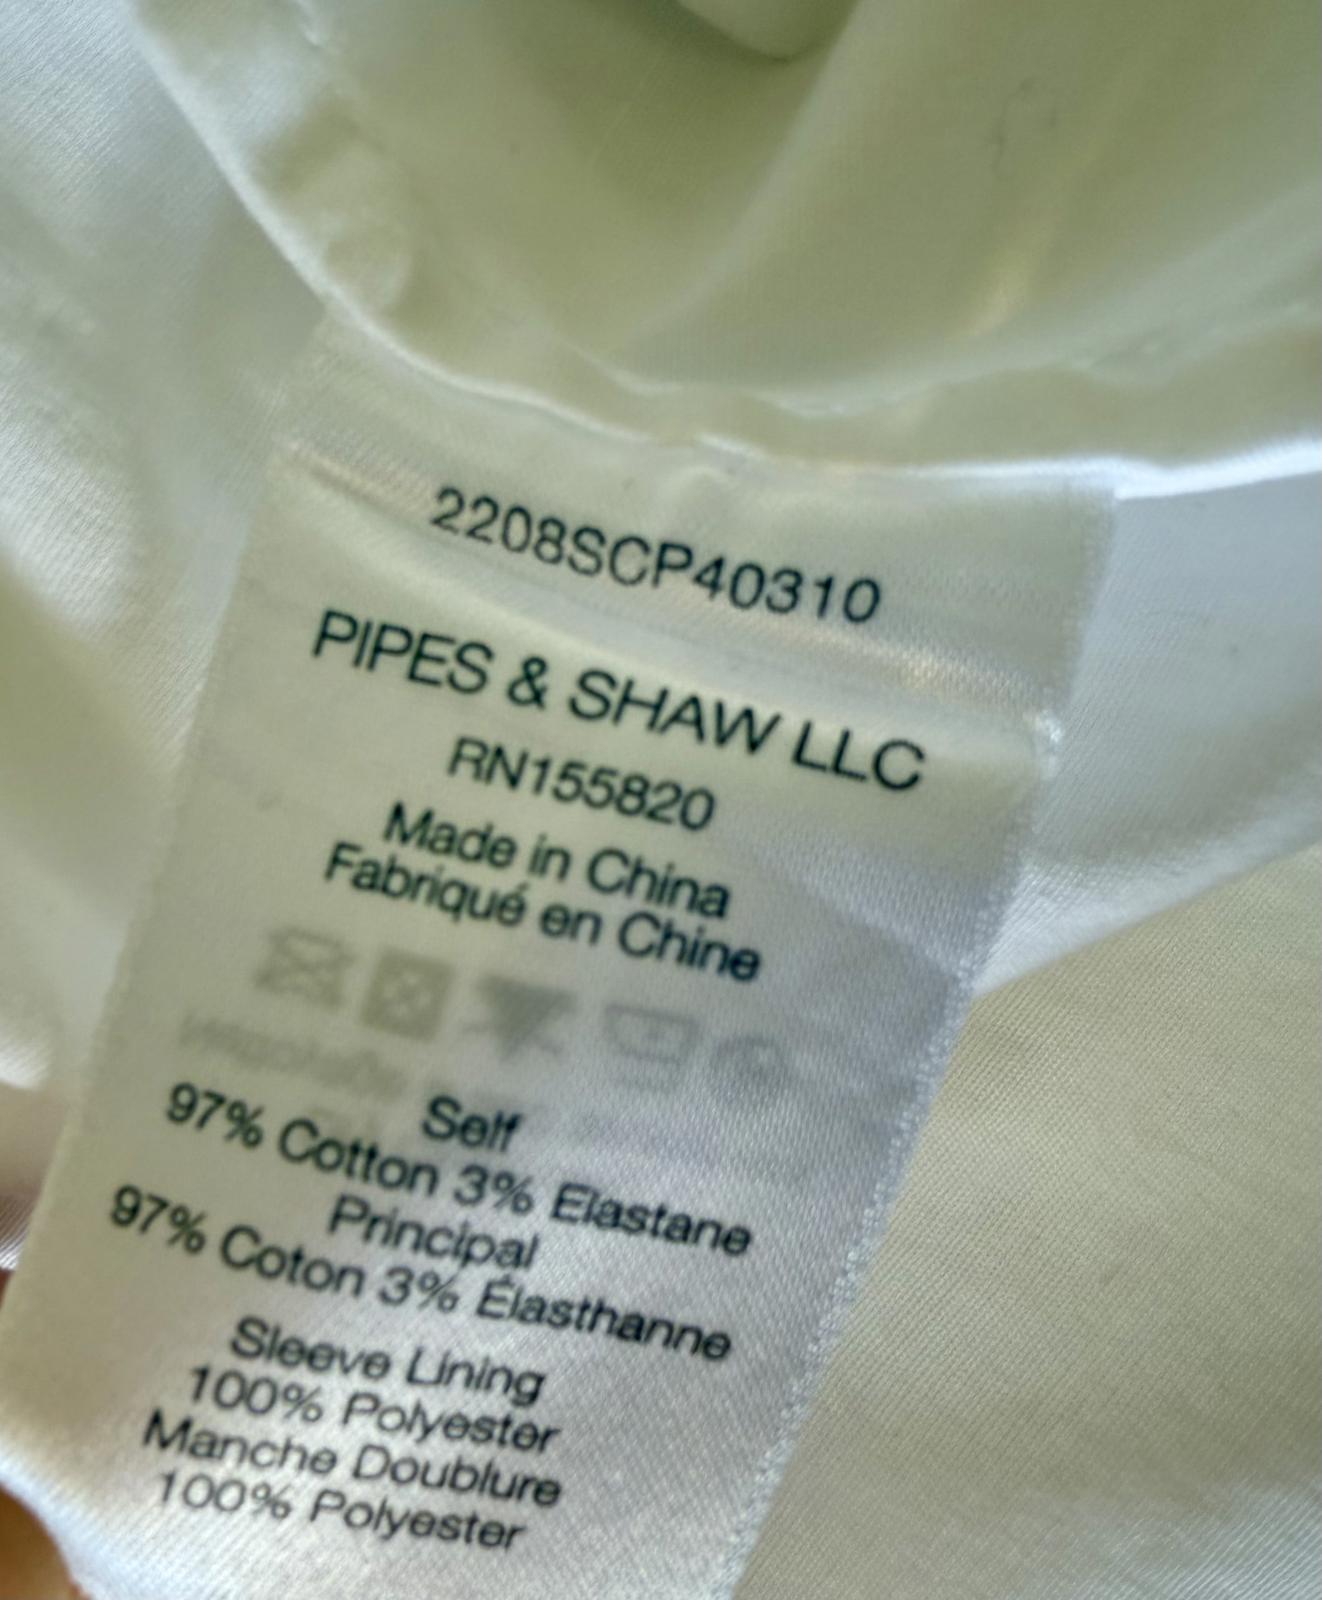 2208SCP40310
PIPES & SHAW LLC
RN155820
Made in China
Fabriqué en Chine
Self
97% Cotton 3% Elastane
Principal
97% Coton 3% Élasthanne
Sleeve Lining
100% Polyester
Manche Doublure
100% Polyester